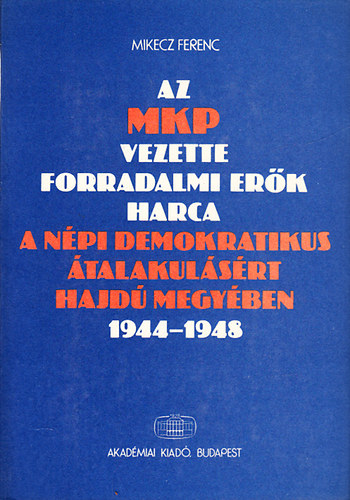 MIKECZ FERENC
AZ
MKP
VEZETTE
FORRADALMI ERŐK
HARCA
A NÉPI DEMOKRATIKUS
ÁTALAKULÁSÉRT
HAJDÚ MEGYÉBEN
1944–1948
AKADÉMIAI KIADÓ, BUDAPEST